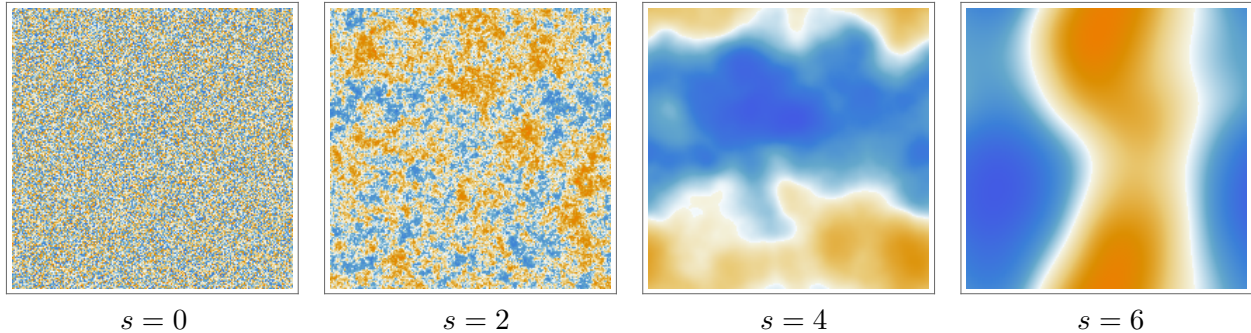 s = 0
s = 2
s = 4
s = 6